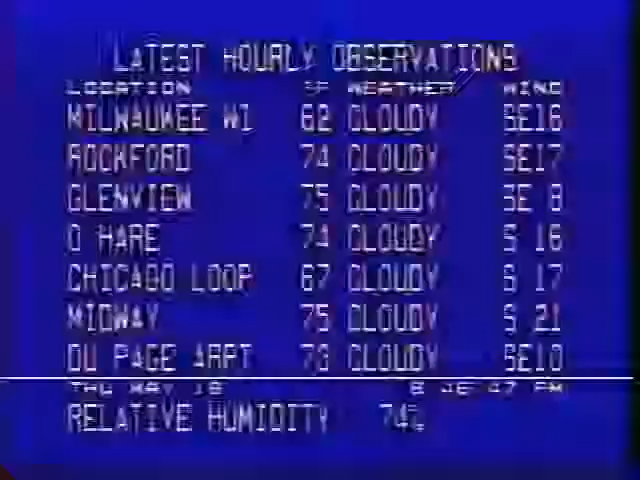 LATEST HOURLY OBSERVATIONS
LOCATION °F WEATHER WIND
MILWAUKEE WI 62 CLOUDY SE16
ROCKFORD 74 CLOUDY SE17
GLENVIEW 75 CLOUDY SE 8
O HARE 74 CLOUDY S 16
CHICAGO LOOP 67 CLOUDY S 17
MIDWAY 75 CLOUDY S 21
DU PAGE ARPT 73 CLOUDY SE10
THU MAY 18 PM
RELATIVE HUMIDITY 74%